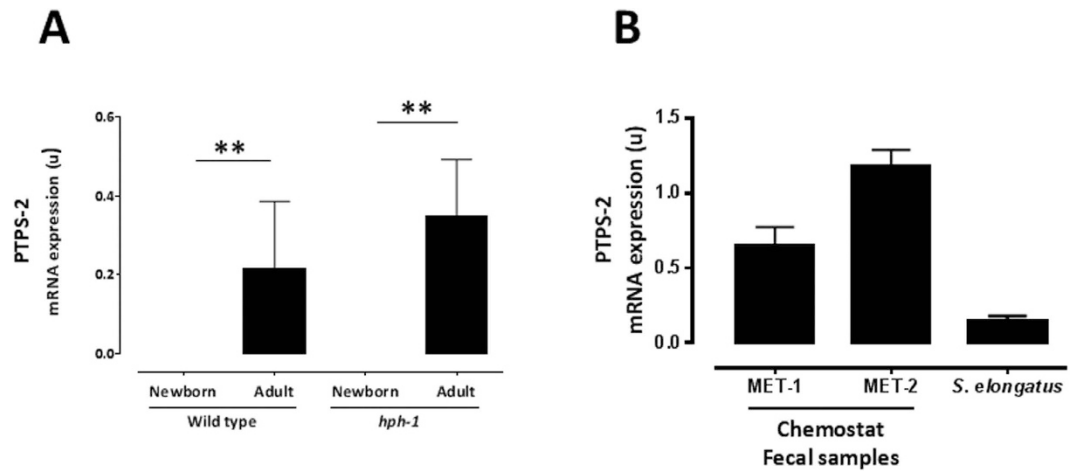 A
PTPS-2
mRNA expression (u)
0.6
0.4
0.2
0.0
**
**
Newborn Adult Newborn Adult
Wild type hph-1
B
PTPS-2
mRNA expression (u)
1.5
1.0
0.5
0.0
MET-1 MET-2 S. elongatus
Chemostat
Fecal samples